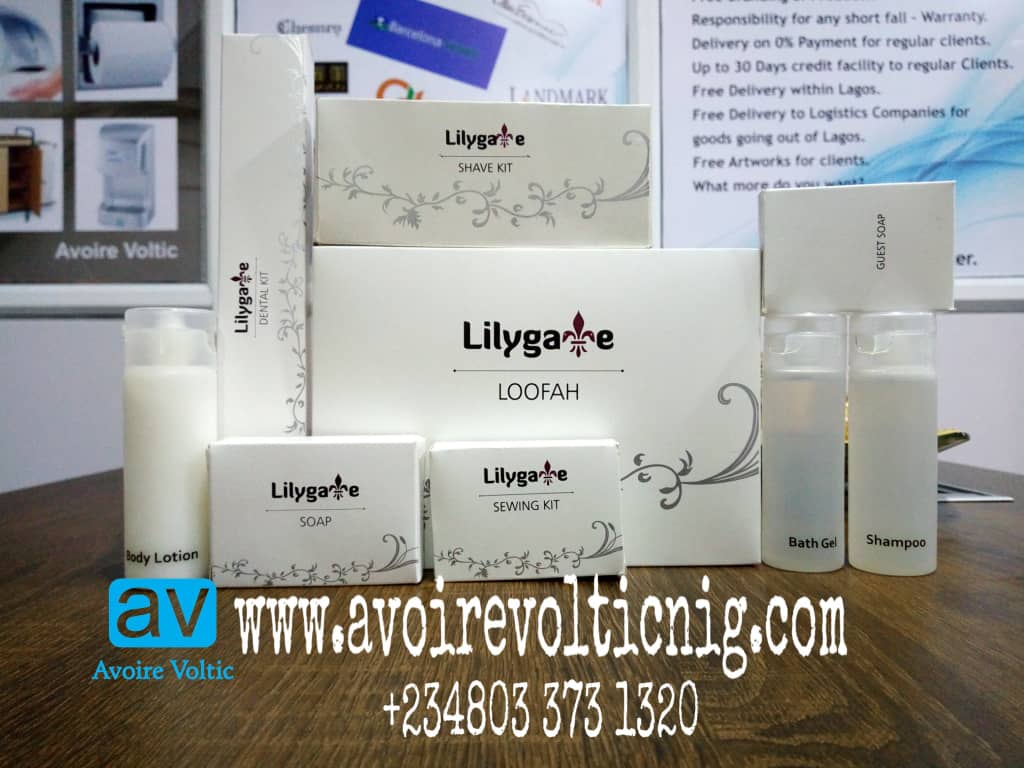 Chesney
Barcelona
LANDMARK
Responsibility for any short fall - Warranty.
Delivery on 0% Payment for regular clients.
Up to 30 Days credit facility to regular Clients.
Free Delivery within Lagos.
Free Delivery to Logistics Companies for
goods going out of Lagos.
Free Artworks for clients.
What more do you want?
er.
Avoire Voltic
Lilygate
DENTAL KIT
Lilygate
SHAVE KIT
Lilygate
LOOFAH
GUEST SOAP
Lilygate
SOAP
Lilygate
SEWING KIT
Body Lotion
Bath Gel
Shampoo
av
Avoire Voltic
www.avoirevolticnig.com
+234803 373 1320